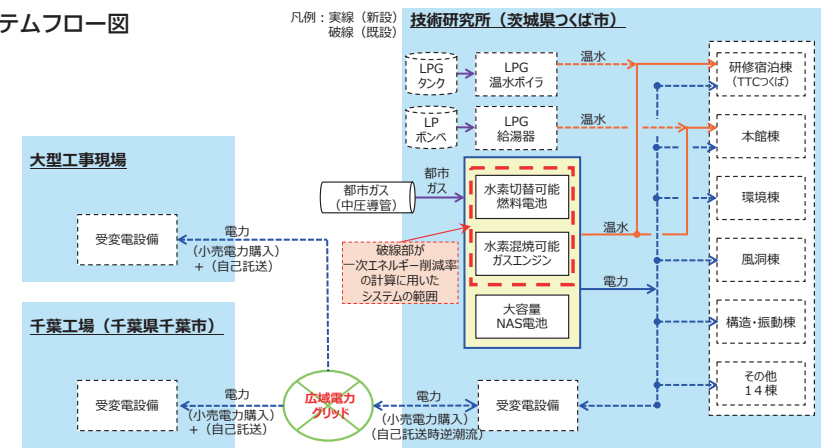 テムフロー図
凡例：実線（新設）
破線（既設）
技術研究所（茨城県つくば市）
LPG
タンク
LPG
温水ボイラ
温水
研修宿泊棟
（TTCつくば）
LP
ボンベ
LPG
給湯器
温水
本館棟
大型工事現場
都市ガス
（中圧導管）
都市
ガス
水素切替可能
燃料電池
環境棟
受変電設備
電力
（小売電力購入）
＋（自己託送）
破線部が
一次エネルギー削減率
の計算に用いた
システムの範囲
水素混焼可能
ガスエンジン
温水
風洞棟
電力
大容量
NAS電池
構造・振動棟
千葉工場（千葉県千葉市）
その他
１４棟
受変電設備
電力
（小売電力購入）
＋（自己託送）
広域電力
グリッド
電力
（小売電力購入）
（自己託送時逆潮流）
受変電設備